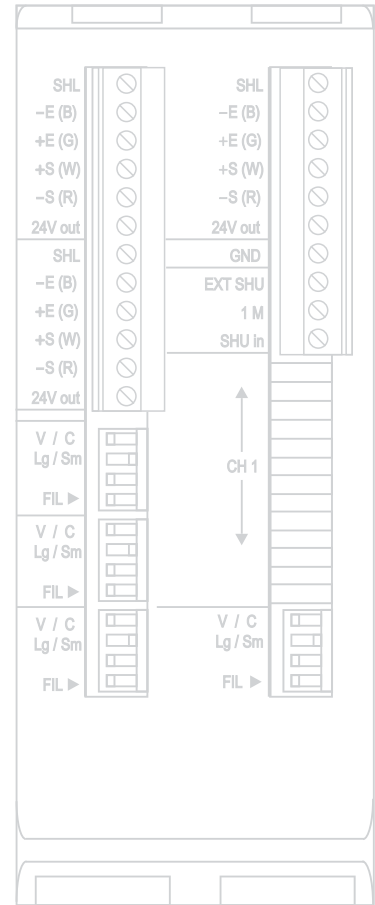 SHL
–E (B)
+E (G)
+S (W)
–S (R)
24V out
SHL
–E (B)
+E (G)
+S (W)
–S (R)
24V out
V / C
Lg / Sm
FIL ▶
V / C
Lg / Sm
FIL ▶
V / C
Lg / Sm
FIL ▶
SHL
–E (B)
+E (G)
+S (W)
–S (R)
24V out
GND
EXT SHU
1 M
SHU in
CH 1
V / C
Lg / Sm
FIL ▶